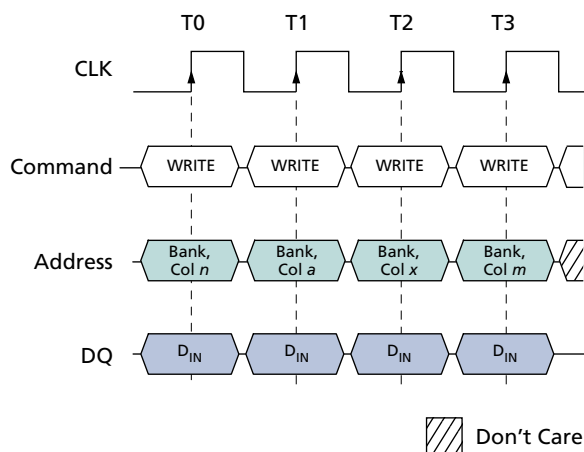 T0 T1 T2 T3
CLK
Command WRITE WRITE WRITE WRITE
Address Bank, Col n Bank, Col a Bank, Col x Bank, Col m
DQ DIN DIN DIN DIN
Don't Care